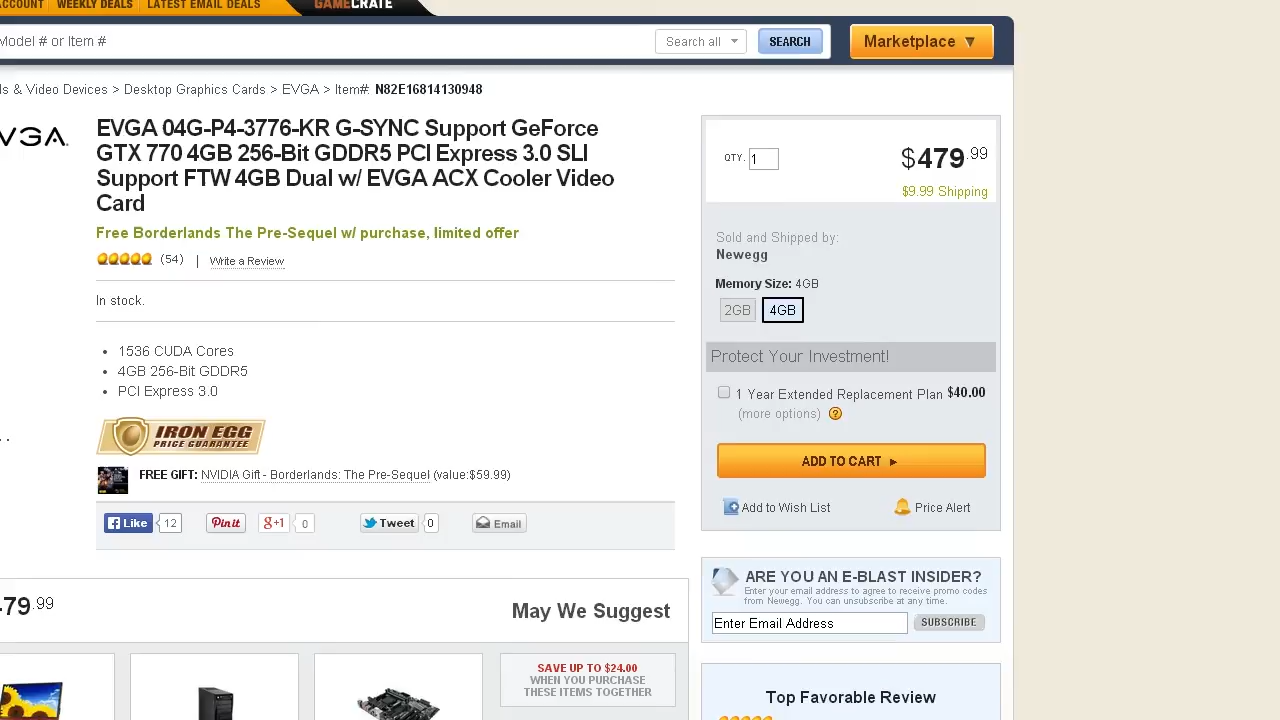 ACCOUNT WEEKLY DEALS LATEST EMAIL DEALS GAMECRATE
Model # or Item # Search all SEARCH Marketplace ▼
ds & Video Devices > Desktop Graphics Cards > EVGA > Item#: N82E16814130948
EVGA
EVGA 04G-P4-3776-KR G-SYNC Support GeForce
GTX 770 4GB 256-Bit GDDR5 PCI Express 3.0 SLI
Support FTW 4GB Dual w/ EVGA ACX Cooler Video
Card
Free Borderlands The Pre-Sequel w/ purchase, limited offer
(54) | Write a Review
In stock.
• 1536 CUDA Cores
• 4GB 256-Bit GDDR5
• PCI Express 3.0
IRON EGG
PRICE GUARANTEE
FREE GIFT: NVIDIA Gift - Borderlands: The Pre-Sequel (value:$59.99)
Like 12 Pin it g+1 0 Tweet 0 Email
479.99
May We Suggest
SAVE UP TO $24.00
WHEN YOU PURCHASE
THESE ITEMS TOGETHER
QTY. 1 $479.99
$9.99 Shipping
Sold and Shipped by:
Newegg
Memory Size: 4GB
2GB 4GB
Protect Your Investment!
1 Year Extended Replacement Plan $40.00
(more options) ?
ADD TO CART ►
Add to Wish List Price Alert
ARE YOU AN E-BLAST INSIDER?
Enter your email address to agree to receive promo codes
from Newegg. You can unsubscribe at any time.
Enter Email Address SUBSCRIBE
Top Favorable Review